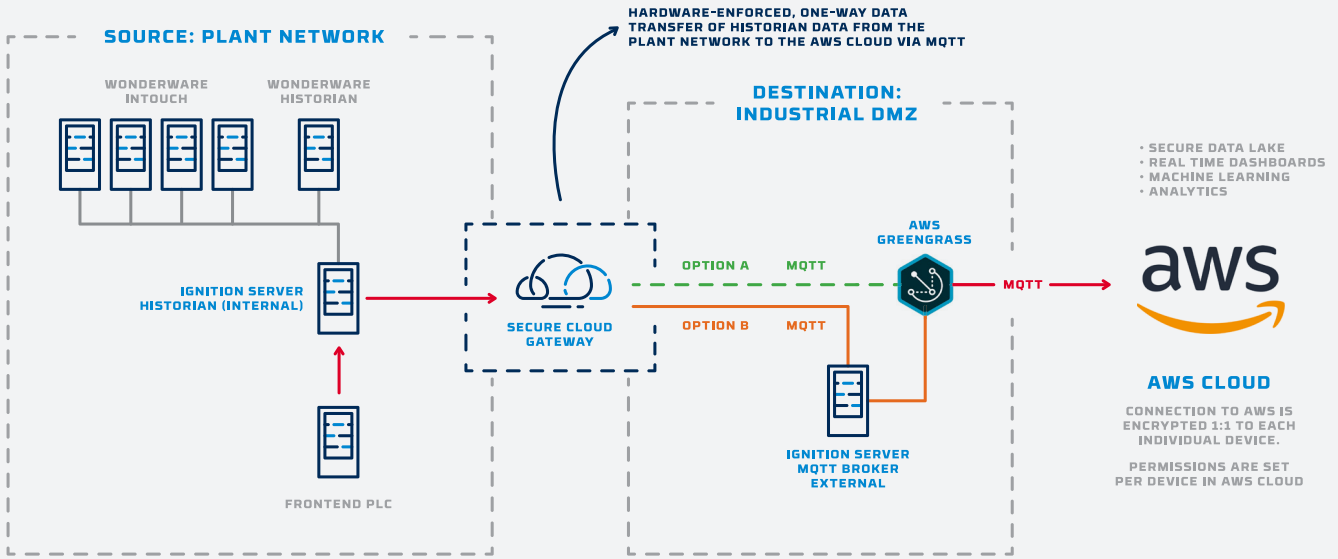 HARDWARE-ENFORCED, ONE-WAY DATA
TRANSFER OF HISTORIAN DATA FROM THE
PLANT NETWORK TO THE AWS CLOUD VIA MQTT
SOURCE: PLANT NETWORK
WONDERWARE
INTOUCH
WONDERWARE
HISTORIAN
IGNITION SERVER
HISTORIAN (INTERNAL)
FRONTEND PLC
SECURE CLOUD
GATEWAY
DESTINATION:
INDUSTRIAL DMZ
OPTION A MQTT
OPTION B MQTT
AWS
GREENGRASS
IGNITION SERVER
MQTT BROKER
EXTERNAL
MQTT
• SECURE DATA LAKE
• REAL TIME DASHBOARDS
• MACHINE LEARNING
• ANALYTICS
aws
AWS CLOUD
CONNECTION TO AWS IS
ENCRYPTED 1:1 TO EACH
INDIVIDUAL DEVICE.
PERMISSIONS ARE SET
PER DEVICE IN AWS CLOUD